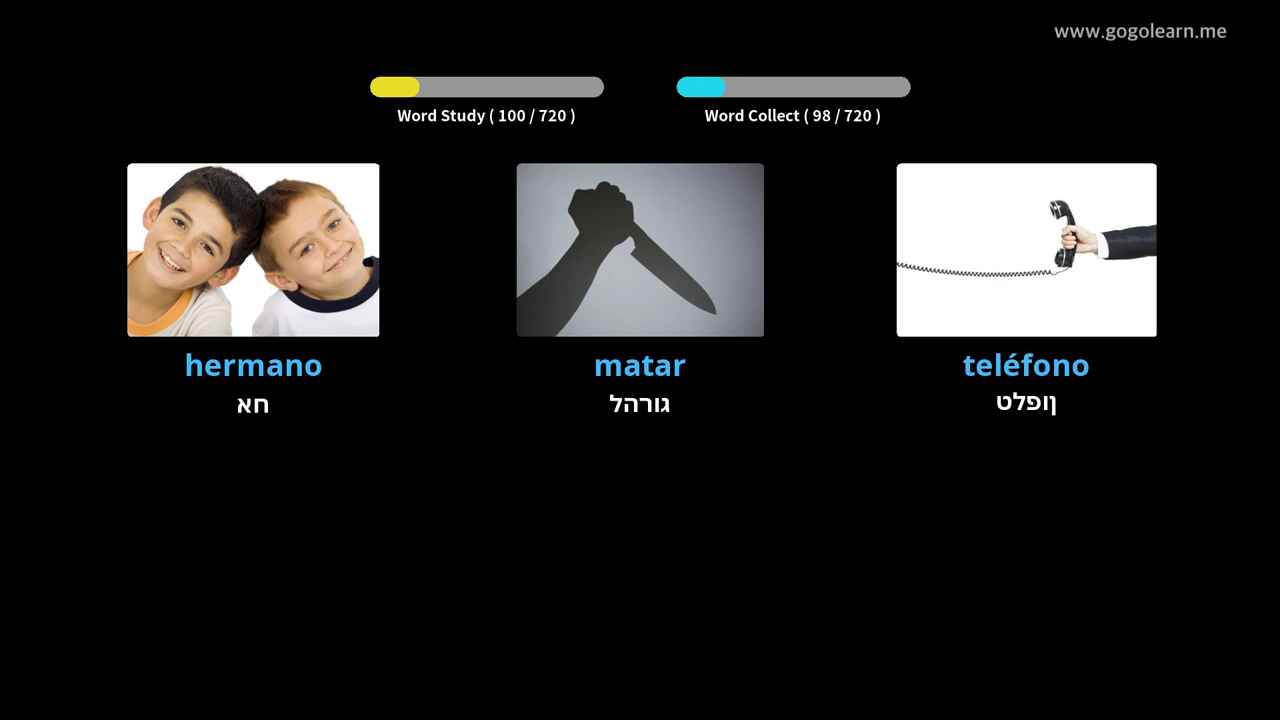 www.gogolearn.me
Word Study ( 100 / 720 )
Word Collect ( 98 / 720 )
hermano
אח
matar
להרוג
teléfono
טלפון